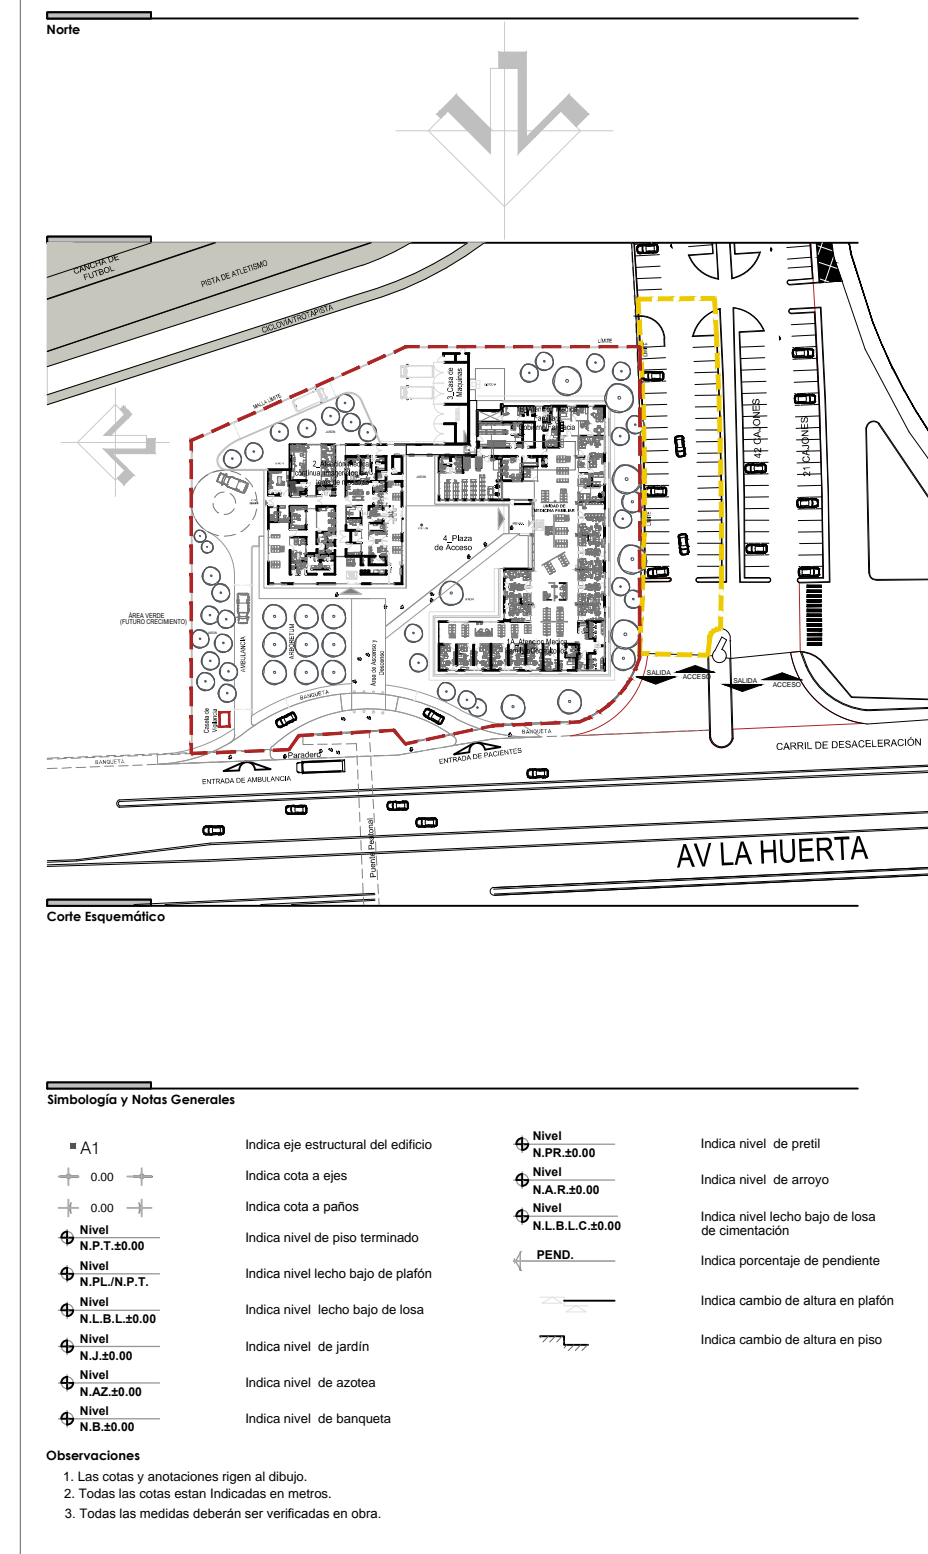 Norte
CANCHA DE
FUTBOL
PISTA DE ATLETISMO
CICLOVIA/TROTAPISTA
LÍMITE
MALLA LIMITE
3_Casa de
Maquinas
LIMITE
LIMITE
42 CAJONES
21 CAJONES
UNIDAD DE
MEDICINA FAMILIAR
4_Plaza
de Acceso
ÁREA VERDE
(FUTURO CRECIMIENTO)
AMBULANCIA
ARBORETUM
Área de Ascenso y
Descenso
Caseta de
Vigilancia
BANQUETA
BANQUETA
BANQUETA
SALIDA
ACCESO
SALIDA
ACCESO
Paradero
ENTRADA DE AMBULANCIA
ENTRADA DE PACIENTES
CARRIL DE DESACELERACIÓN
Puente Peatonal
AV LA HUERTA
Corte Esquemático
Simbología y Notas Generales
A1 Indica eje estructural del edificio
0.00 Indica cota a ejes
0.00 Indica cota a paños
Nivel
N.P.T.±0.00 Indica nivel de piso terminado
Nivel
N.PL./N.P.T. Indica nivel lecho bajo de plafón
Nivel
N.L.B.L.±0.00 Indica nivel lecho bajo de losa
Nivel
N.J.±0.00 Indica nivel de jardín
Nivel
N.AZ.±0.00 Indica nivel de azotea
Nivel
N.B.±0.00 Indica nivel de banqueta
Nivel
N.PR.±0.00 Indica nivel de pretil
Nivel
N.A.R.±0.00 Indica nivel de arroyo
Nivel
N.L.B.L.C.±0.00 Indica nivel lecho bajo de losa
de cimentación
PEND. Indica porcentaje de pendiente
Indica cambio de altura en plafón
Indica cambio de altura en piso
Observaciones
1. Las cotas y anotaciones rigen al dibujo.
2. Todas las cotas estan Indicadas en metros.
3. Todas las medidas deberán ser verificadas en obra.